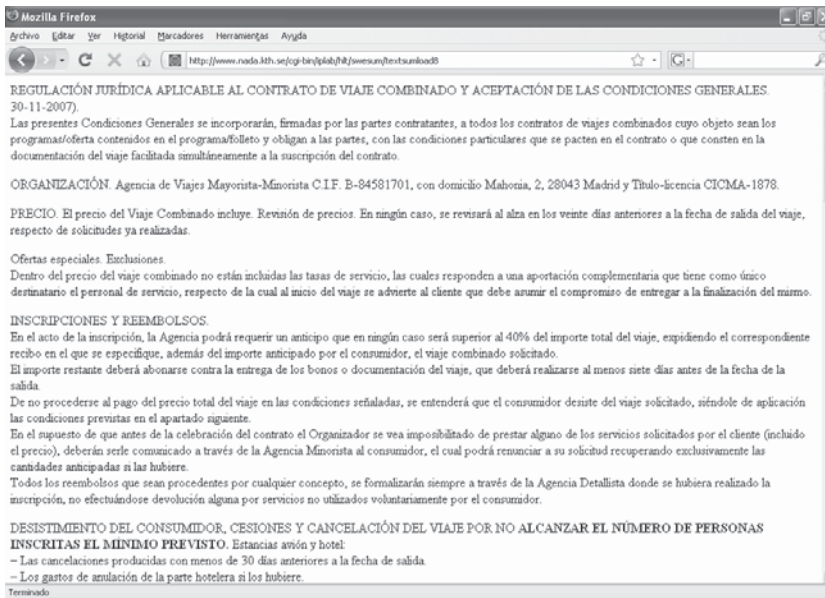 Mozilla Firefox
Archivo Editar Ver Historial Marcadores Herramientas Ayuda
http://www.nada.kth.se/cgi-bin/iplab/hlt/swesum/textsumload8
G
REGULACIÓN JURÍDICA APLICABLE AL CONTRATO DE VIAJE COMBINADO Y ACEPTACIÓN DE LAS CONDICIONES GENERALES.
30-11-2007).
Las presentes Condiciones Generales se incorporarán, firmadas por las partes contratantes, a todos los contratos de viajes combinados cuyo objeto sean los
programas/oferta contenidos en el programa/folleto y obligan a las partes, con las condiciones particulares que se pacten en el contrato o que consten en la
documentación del viaje facilitada simultáneamente a la suscripción del contrato.
ORGANIZACIÓN. Agencia de Viajes Mayorista-Minorista C.I.F. B-84581701, con domicilio Mahonia, 2, 28043 Madrid y Título-licencia CICMA-1878.
PRECIO. El precio del Viaje Combinado incluye. Revisión de precios. En ningún caso, se revisará al alza en los veinte días anteriores a la fecha de salida del viaje,
respecto de solicitudes ya realizadas.
Ofertas especiales. Exclusiones.
Dentro del precio del viaje combinado no están incluidas las tasas de servicio, las cuales responden a una aportación complementaria que tiene como único
destinatario el personal de servicio, respecto de la cual al inicio del viaje se advierte al cliente que debe asumir el compromiso de entregar a la finalización del mismo.
INSCRIPCIONES Y REEMBOLSOS.
En el acto de la inscripción, la Agencia podrá requerir un anticipo que en ningún caso será superior al 40% del importe total del viaje, expidiendo el correspondiente
recibo en el que se especifique, además del importe anticipado por el consumidor, el viaje combinado solicitado.
El importe restante deberá abonarse contra la entrega de los bonos o documentación del viaje, que deberá realizarse al menos siete días antes de la fecha de la
salida.
De no procederse al pago del precio total del viaje en las condiciones señaladas, se entenderá que el consumidor desiste del viaje solicitado, siéndole de aplicación
las condiciones previstas en el apartado siguiente.
En el supuesto de que antes de la celebración del contrato el Organizador se vea imposibilitado de prestar alguno de los servicios solicitados por el cliente (incluido
el precio), deberán serle comunicado a través de la Agencia Minorista al consumidor, el cual podrá renunciar a su solicitud recuperando exclusivamente las
cantidades anticipadas si las hubiere.
Todos los reembolsos que sean procedentes por cualquier concepto, se formalizarán siempre a través de la Agencia Detallista donde se hubiera realizado la
inscripción, no efectuándose devolución alguna por servicios no utilizados voluntariamente por el consumidor.
DESISTIMIENTO DEL CONSUMIDOR, CESIONES Y CANCELACIÓN DEL VIAJE POR NO ALCANZAR EL NÚMERO DE PERSONAS
INSCRITAS EL MÍNIMO PREVISTO. Estancias avión y hotel:
– Las cancelaciones producidas con menos de 30 días anteriores a la fecha de salida.
– Los gastos de anulación de la parte hotelera si los hubiere.
Terminado